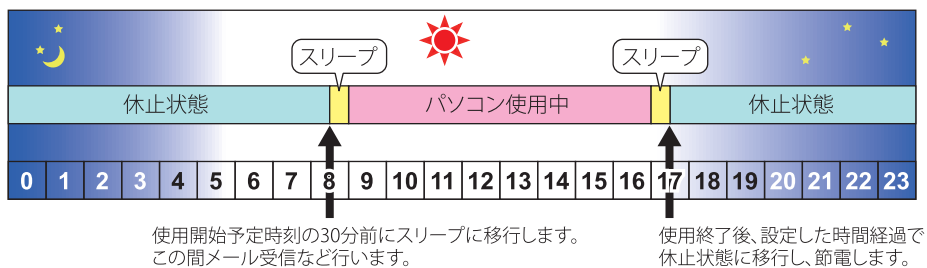 スリープ
スリープ
休止状態
パソコン使用中
休止状態
0 1 2 3 4 5 6 7 8 9 10 11 12 13 14 15 16 17 18 19 20 21 22 23
使用開始予定時刻の30分前にスリープに移行します。
この間メール受信など行います。
使用終了後、設定した時間経過で
休止状態に移行し、節電します。